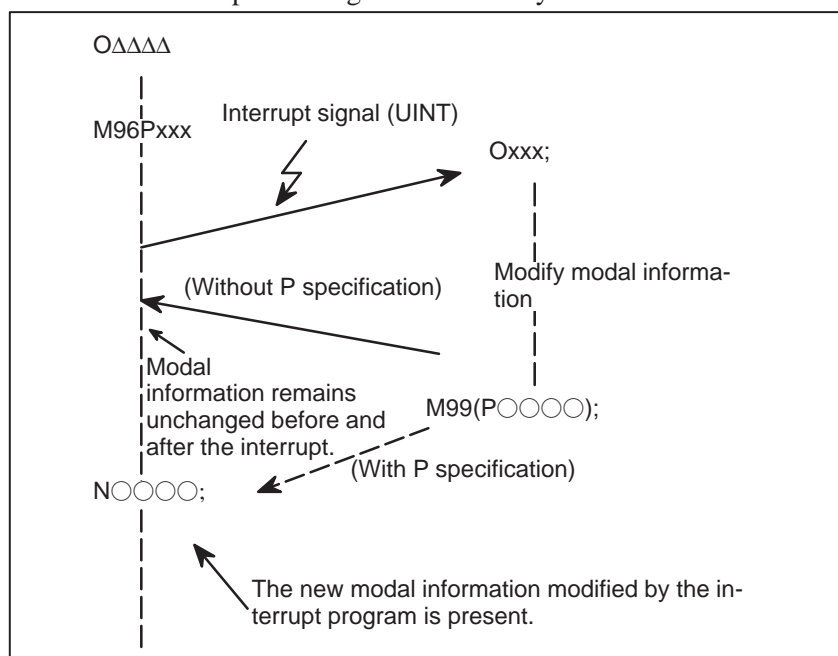 O∆∆∆∆
Interrupt signal (UINT)
M96Pxxx
Oxxx;
(Without P specification)
Modify modal informa-
tion
Modal
information remains
unchanged before and
after the interrupt.
M99(P○○○○);
(With P specification)
N○○○○;
The new modal information modified by the in-
terrupt program is present.